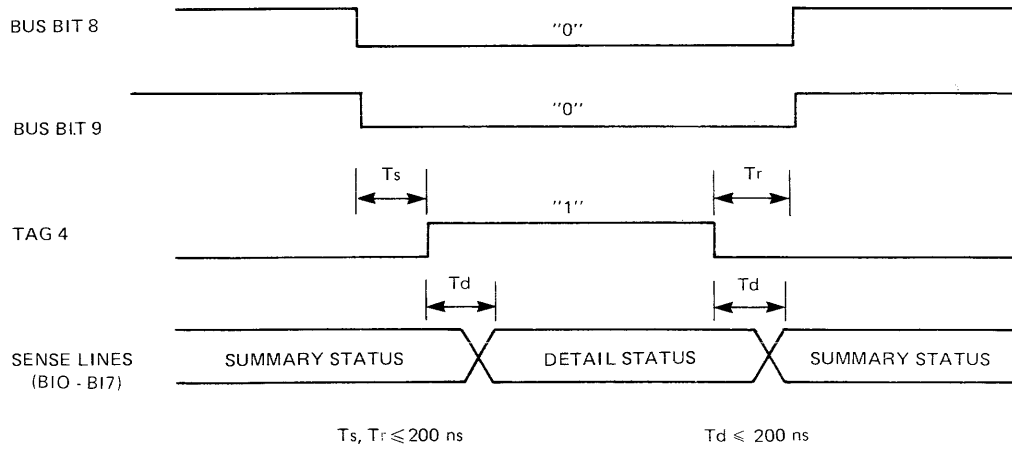 BUS BIT 8
"0"
BUS BIT 9
"0"
Ts
Tr
TAG 4
"1"
Td
Td
SENSE LINES
(BI0 - BI7)
SUMMARY STATUS
DETAIL STATUS
SUMMARY STATUS
Ts, Tr ⩽ 200 ns
Td ⩽ 200 ns